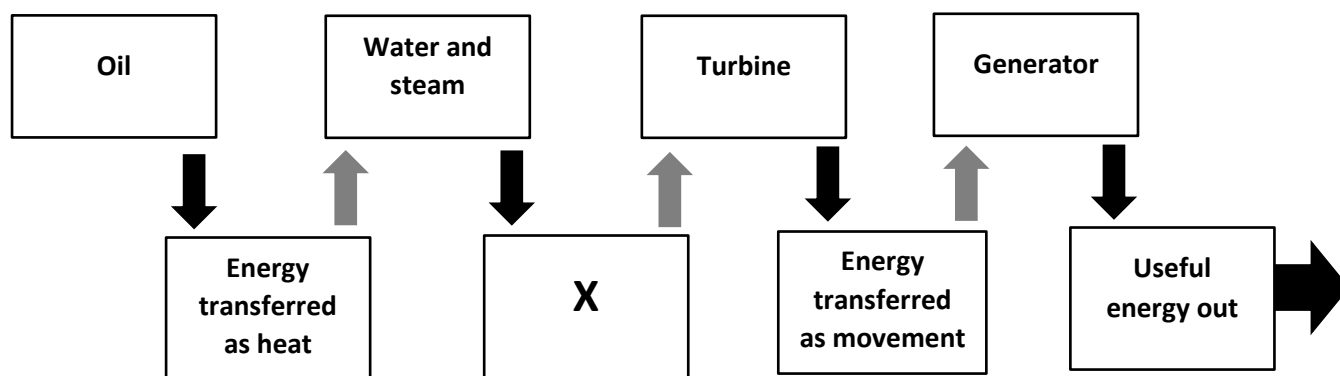 Oil
Water and
steam
Turbine
Generator
Energy
transferred
as heat
X
Energy
transferred
as movement
Useful
energy out